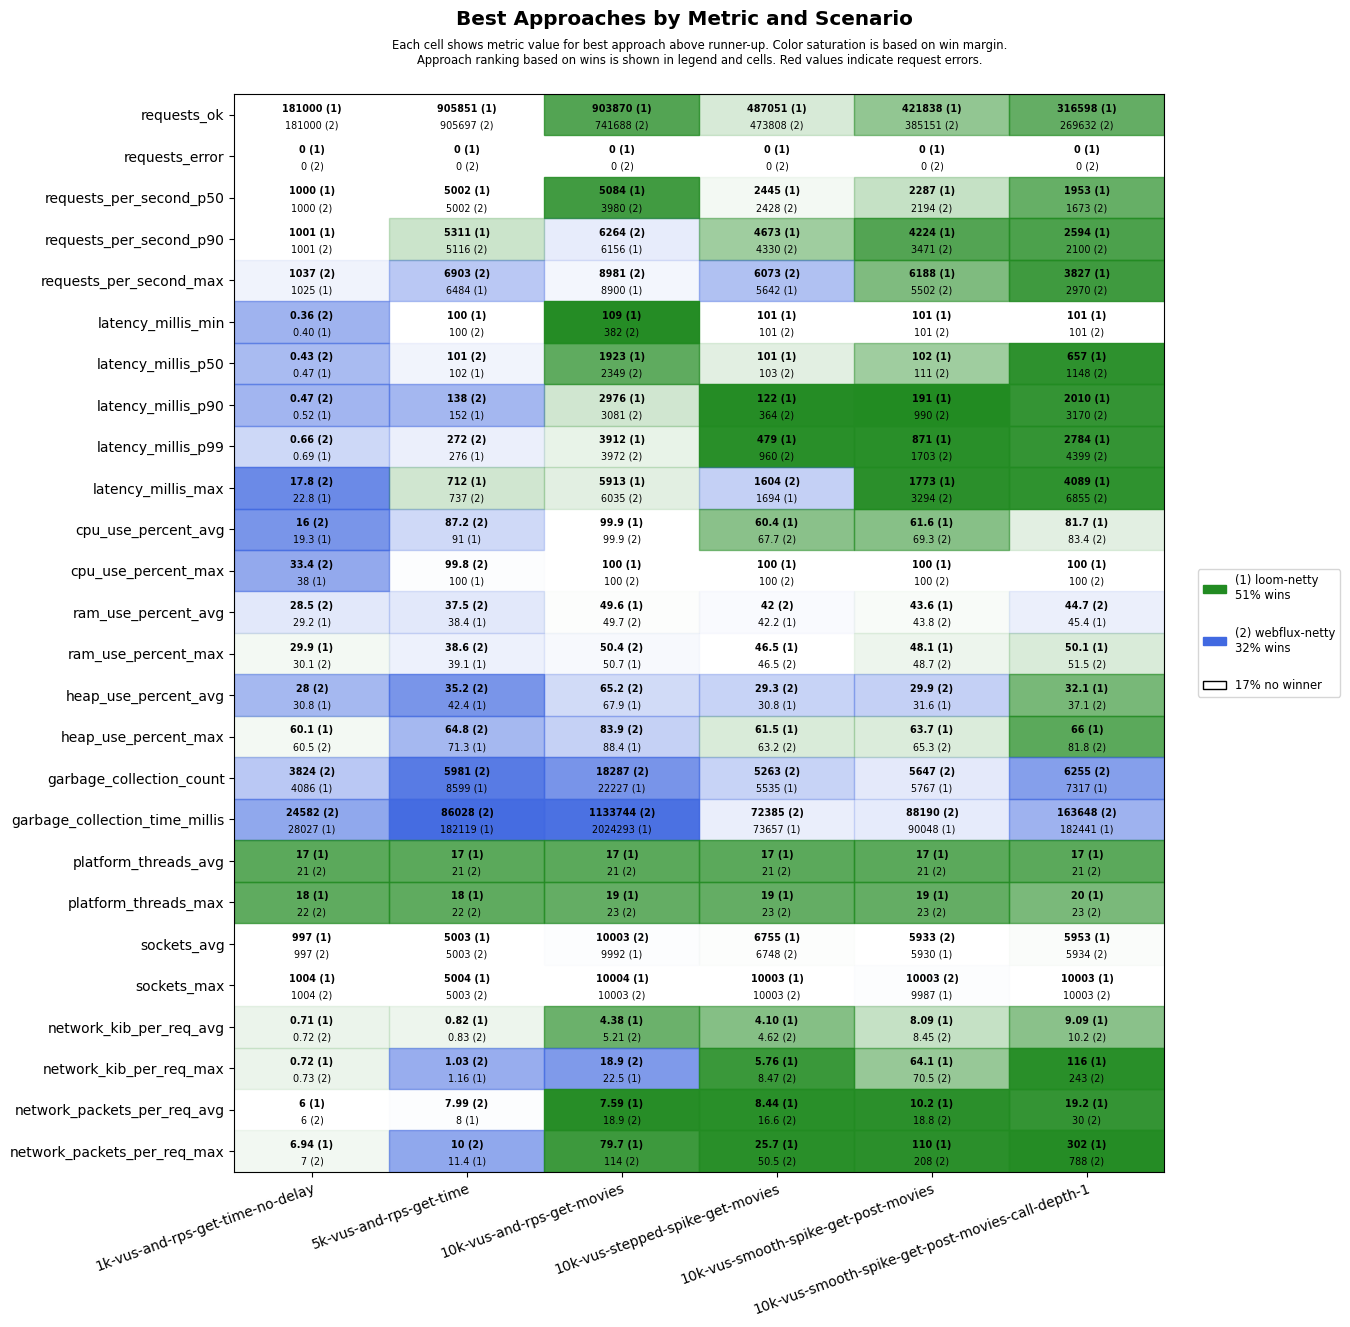 Best Approaches by Metric and Scenario
Each cell shows metric value for best approach above runner-up. Color saturation is based on win margin.
Approach ranking based on wins is shown in legend and cells. Red values indicate request errors.
requests_ok
181000 (1) 905851 (1) 903870 (1) 487051 (1) 421838 (1) 316598 (1)
181000 (2) 905697 (2) 741688 (2) 473808 (2) 385151 (2) 269632 (2)
requests_error
0 (1) 0 (1) 0 (1) 0 (1) 0 (1) 0 (1)
0 (2) 0 (2) 0 (2) 0 (2) 0 (2) 0 (2)
requests_per_second_p50
1000 (1) 5002 (1) 5084 (1) 2445 (1) 2287 (1) 1953 (1)
1000 (2) 5002 (2) 3980 (2) 2428 (2) 2194 (2) 1673 (2)
requests_per_second_p90
1001 (1) 5311 (1) 6264 (2) 4673 (1) 4224 (1) 2594 (1)
1001 (2) 5116 (2) 6156 (1) 4330 (2) 3471 (2) 2100 (2)
requests_per_second_max
1037 (2) 6903 (2) 8981 (2) 6073 (2) 6188 (1) 3827 (1)
1025 (1) 6484 (1) 8900 (1) 5642 (1) 5502 (2) 2970 (2)
latency_millis_min
0.36 (2) 100 (1) 109 (1) 101 (1) 101 (1) 101 (1)
0.40 (1) 100 (2) 382 (2) 101 (2) 101 (2) 101 (2)
latency_millis_p50
0.43 (2) 101 (2) 1923 (1) 101 (1) 102 (1) 657 (1)
0.47 (1) 102 (1) 2349 (2) 103 (2) 111 (2) 1148 (2)
latency_millis_p90
0.47 (2) 138 (2) 2976 (1) 122 (1) 191 (1) 2010 (1)
0.52 (1) 152 (1) 3081 (2) 364 (2) 990 (2) 3170 (2)
latency_millis_p99
0.66 (2) 272 (2) 3912 (1) 479 (1) 871 (1) 2784 (1)
0.69 (1) 276 (1) 3972 (2) 960 (2) 1703 (2) 4399 (2)
latency_millis_max
17.8 (2) 712 (1) 5913 (1) 1604 (2) 1773 (1) 4089 (1)
22.8 (1) 737 (2) 6035 (2) 1694 (1) 3294 (2) 6855 (2)
cpu_use_percent_avg
16 (2) 87.2 (2) 99.9 (1) 60.4 (1) 61.6 (1) 81.7 (1)
19.3 (1) 91 (1) 99.9 (2) 67.7 (2) 69.3 (2) 83.4 (2)
cpu_use_percent_max
33.4 (2) 99.8 (2) 100 (1) 100 (1) 100 (1) 100 (1)
38 (1) 100 (1) 100 (2) 100 (2) 100 (2) 100 (2)
ram_use_percent_avg
28.5 (2) 37.5 (2) 49.6 (1) 42 (2) 43.6 (1) 44.7 (2)
29.2 (1) 38.4 (1) 49.7 (2) 42.2 (1) 43.8 (2) 45.4 (1)
ram_use_percent_max
29.9 (1) 38.6 (2) 50.4 (2) 46.5 (1) 48.1 (1) 50.1 (1)
30.1 (2) 39.1 (1) 50.7 (1) 46.5 (2) 48.7 (2) 51.5 (2)
heap_use_percent_avg
28 (2) 35.2 (2) 65.2 (2) 29.3 (2) 29.9 (2) 32.1 (1)
30.8 (1) 42.4 (1) 67.9 (1) 30.8 (1) 31.6 (1) 37.1 (2)
heap_use_percent_max
60.1 (1) 64.8 (2) 83.9 (2) 61.5 (1) 63.7 (1) 66 (1)
60.5 (2) 71.3 (1) 88.4 (1) 63.2 (2) 65.3 (2) 81.8 (2)
garbage_collection_count
3824 (2) 5981 (2) 18287 (2) 5263 (2) 5647 (2) 6255 (2)
4086 (1) 8599 (1) 22227 (1) 5535 (1) 5767 (1) 7317 (1)
garbage_collection_time_millis
24582 (2) 86028 (2) 1133744 (2) 72385 (2) 88190 (2) 163648 (2)
28027 (1) 182119 (1) 2024293 (1) 73657 (1) 90048 (1) 182441 (1)
platform_threads_avg
17 (1) 17 (1) 17 (1) 17 (1) 17 (1) 17 (1)
21 (2) 21 (2) 21 (2) 21 (2) 21 (2) 21 (2)
platform_threads_max
18 (1) 18 (1) 19 (1) 19 (1) 19 (1) 20 (1)
22 (2) 22 (2) 23 (2) 23 (2) 23 (2) 23 (2)
sockets_avg
997 (1) 5003 (1) 10003 (2) 6755 (1) 5933 (2) 5953 (1)
997 (2) 5003 (2) 9992 (1) 6748 (2) 5930 (1) 5934 (2)
sockets_max
1004 (1) 5004 (1) 10004 (1) 10003 (1) 10003 (2) 10003 (1)
1004 (2) 5003 (2) 10003 (2) 10003 (2) 9987 (1) 10003 (2)
network_kib_per_req_avg
0.71 (1) 0.82 (1) 4.38 (1) 4.10 (1) 8.09 (1) 9.09 (1)
0.72 (2) 0.83 (2) 5.21 (2) 4.62 (2) 8.45 (2) 10.2 (2)
network_kib_per_req_max
0.72 (1) 1.03 (2) 18.9 (2) 5.76 (1) 64.1 (1) 116 (1)
0.73 (2) 1.16 (1) 22.5 (1) 8.47 (2) 70.5 (2) 243 (2)
network_packets_per_req_avg
6 (1) 7.99 (2) 7.59 (1) 8.44 (1) 10.2 (1) 19.2 (1)
6 (2) 8 (1) 18.9 (2) 16.6 (2) 18.8 (2) 30 (2)
network_packets_per_req_max
6.94 (1) 10 (2) 79.7 (1) 25.7 (1) 110 (1) 302 (1)
7 (2) 11.4 (1) 114 (2) 50.5 (2) 208 (2) 788 (2)
1k-vus-and-rps-get-time-no-delay
5k-vus-and-rps-get-time
10k-vus-and-rps-get-movies
10k-vus-stepped-spike-get-movies
10k-vus-smooth-spike-get-post-movies
10k-vus-smooth-spike-get-post-movies-call-depth-1
(1) loom-netty
51% wins
(2) webflux-netty
32% wins
17% no winner